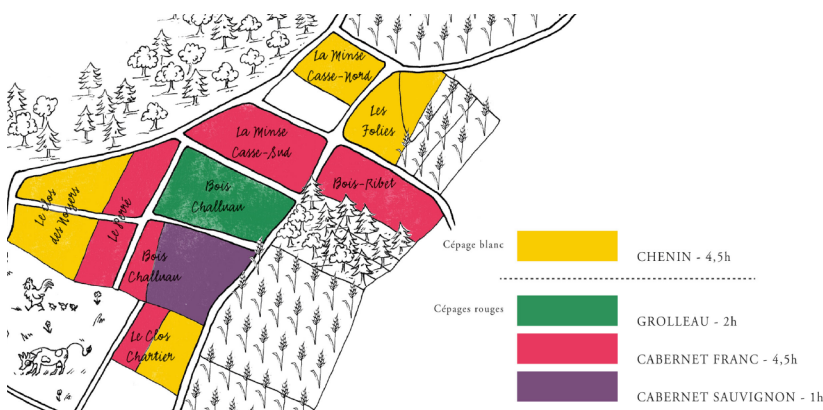 La Minse
Casse-Nord
Les
Folies
La Minse
Casse-Sud
Bois-Ribet
Bois
Challuau
Le Clos
des Noyers
Le Perré
Bois
Challuau
Le Clos
Chartier
Cépage blanc
CHENIN - 4,5h
Cépages rouges
GROLLEAU - 2h
CABERNET FRANC - 4,5h
CABERNET SAUVIGNON - 1h